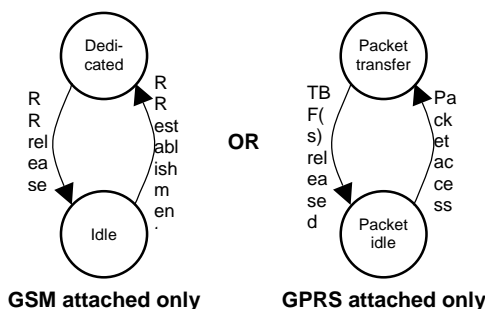 Dedi-
cated
R
R
rel
ea
se
R
R
est
abl
ish
m
en
Idle
GSM attached only
OR
Packet
transfer
TB
F(
s)
rel
ea
se
d
Pa
ck
et
ac
ce
ss
Packet
idle
GPRS attached only